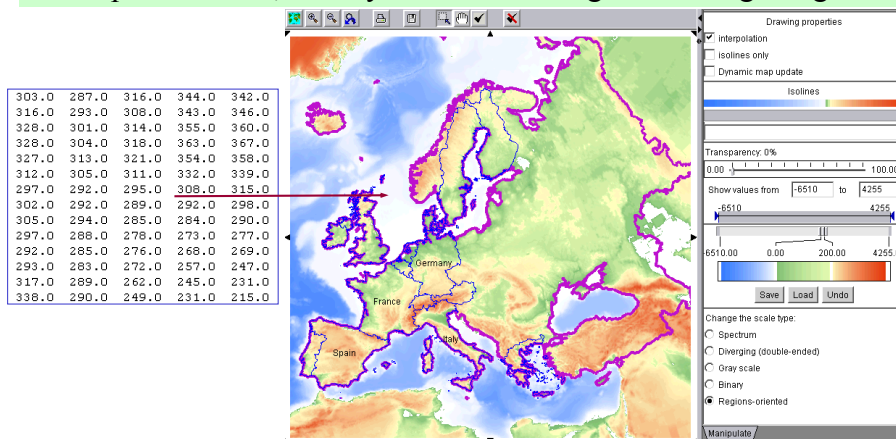 303.0 287.0 316.0 344.0 342.0
316.0 293.0 308.0 343.0 346.0
328.0 301.0 314.0 355.0 360.0
328.0 304.0 318.0 363.0 367.0
327.0 313.0 321.0 354.0 358.0
312.0 305.0 311.0 332.0 339.0
297.0 292.0 295.0 308.0 315.0
302.0 292.0 289.0 292.0 298.0
305.0 294.0 285.0 284.0 290.0
297.0 288.0 278.0 273.0 277.0
292.0 285.0 276.0 268.0 269.0
293.0 283.0 272.0 257.0 247.0
317.0 289.0 262.0 245.0 231.0
338.0 290.0 249.0 231.0 215.0
Germany
France
Italy
Spain
Drawing properties
interpolation
isolines only
Dynamic map update
Isolines
Transparency: 0%
0.00 100.00
Show values from -6510 to 4255
-6510 4255
-6510.00 0.00 200.00 4255.
Save Load Undo
Change the scale type:
Spectrum
Diverging (double-ended)
Gray scale
Binary
Regions-oriented
Manipulate